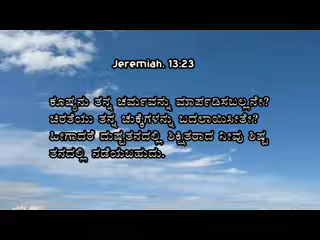 Jeremiah. 13:23
ಕೂಷ್ಯನು ತನ್ನ ಚರ್ಮವನ್ನು ಮಾರ್ಪಡಿಸಬಲ್ಲನೇ?
ಚಿರತೆಯು ತನ್ನ ಚುಕ್ಕೆಗಳನ್ನು ಬದಲಾಯಿಸೀತೇ?
ಹೀಗಾದರೆ ದುಷ್ಟತನದಲ್ಲಿ ಶಿಕ್ಷಿತರಾದ ನೀವು ಶಿಷ್ಟ
ತನದಲ್ಲಿ ನಡೆಯಬಹುದು.